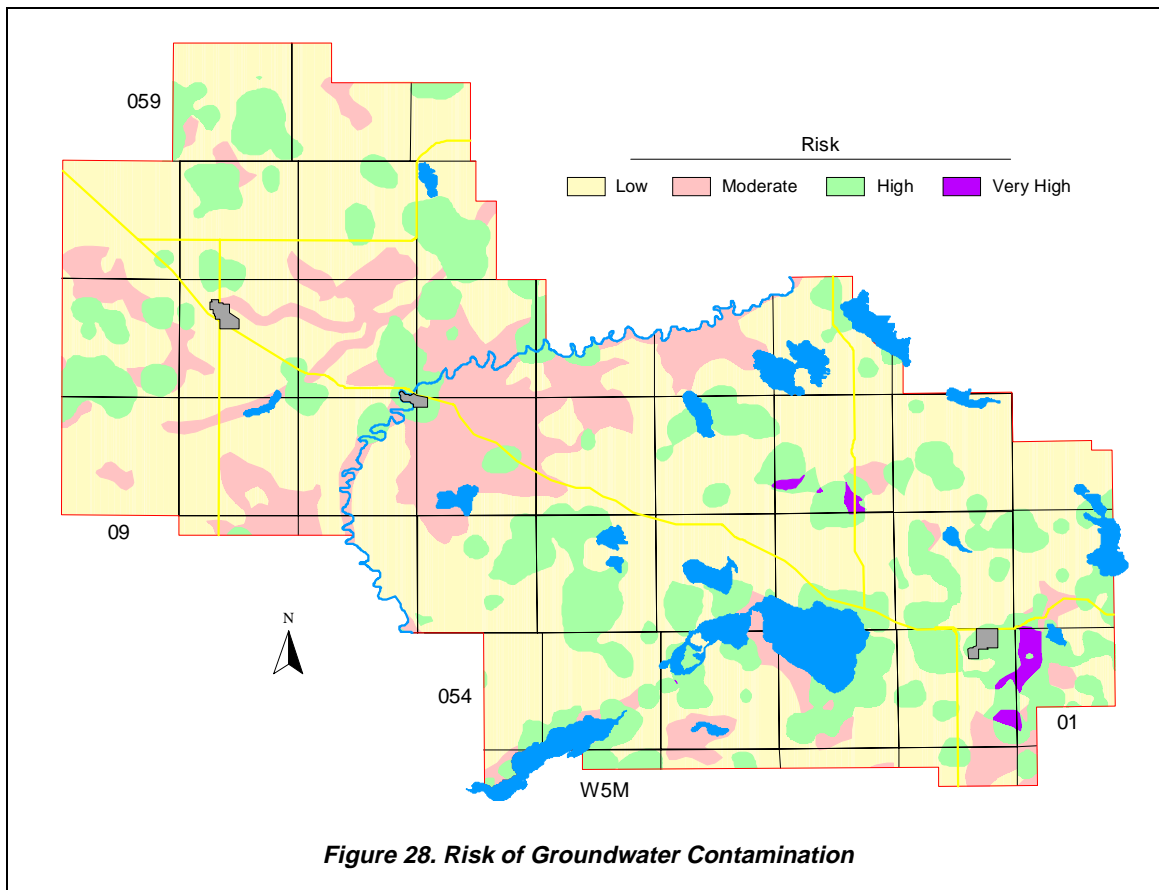 059
Risk
Low Moderate High Very High
09
N
054
01
W5M
Figure 28. Risk of Groundwater Contamination